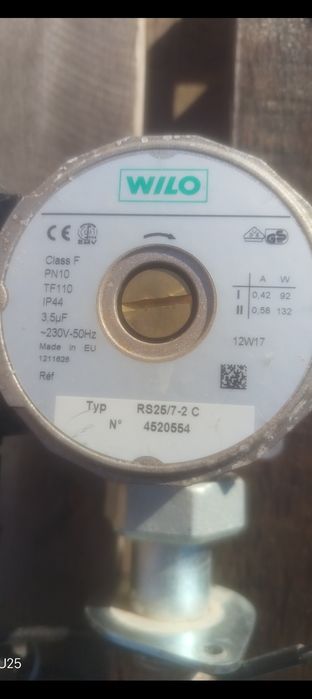 WILO
CE
Class F
PN10
TF110
IP44
3,5µF
~230V-50Hz
Made in EU
1211628
Réf
A W
I 0,42 92
II 0,58 132
12W17
Typ RS25/7-2 C
N° 4520554
U25